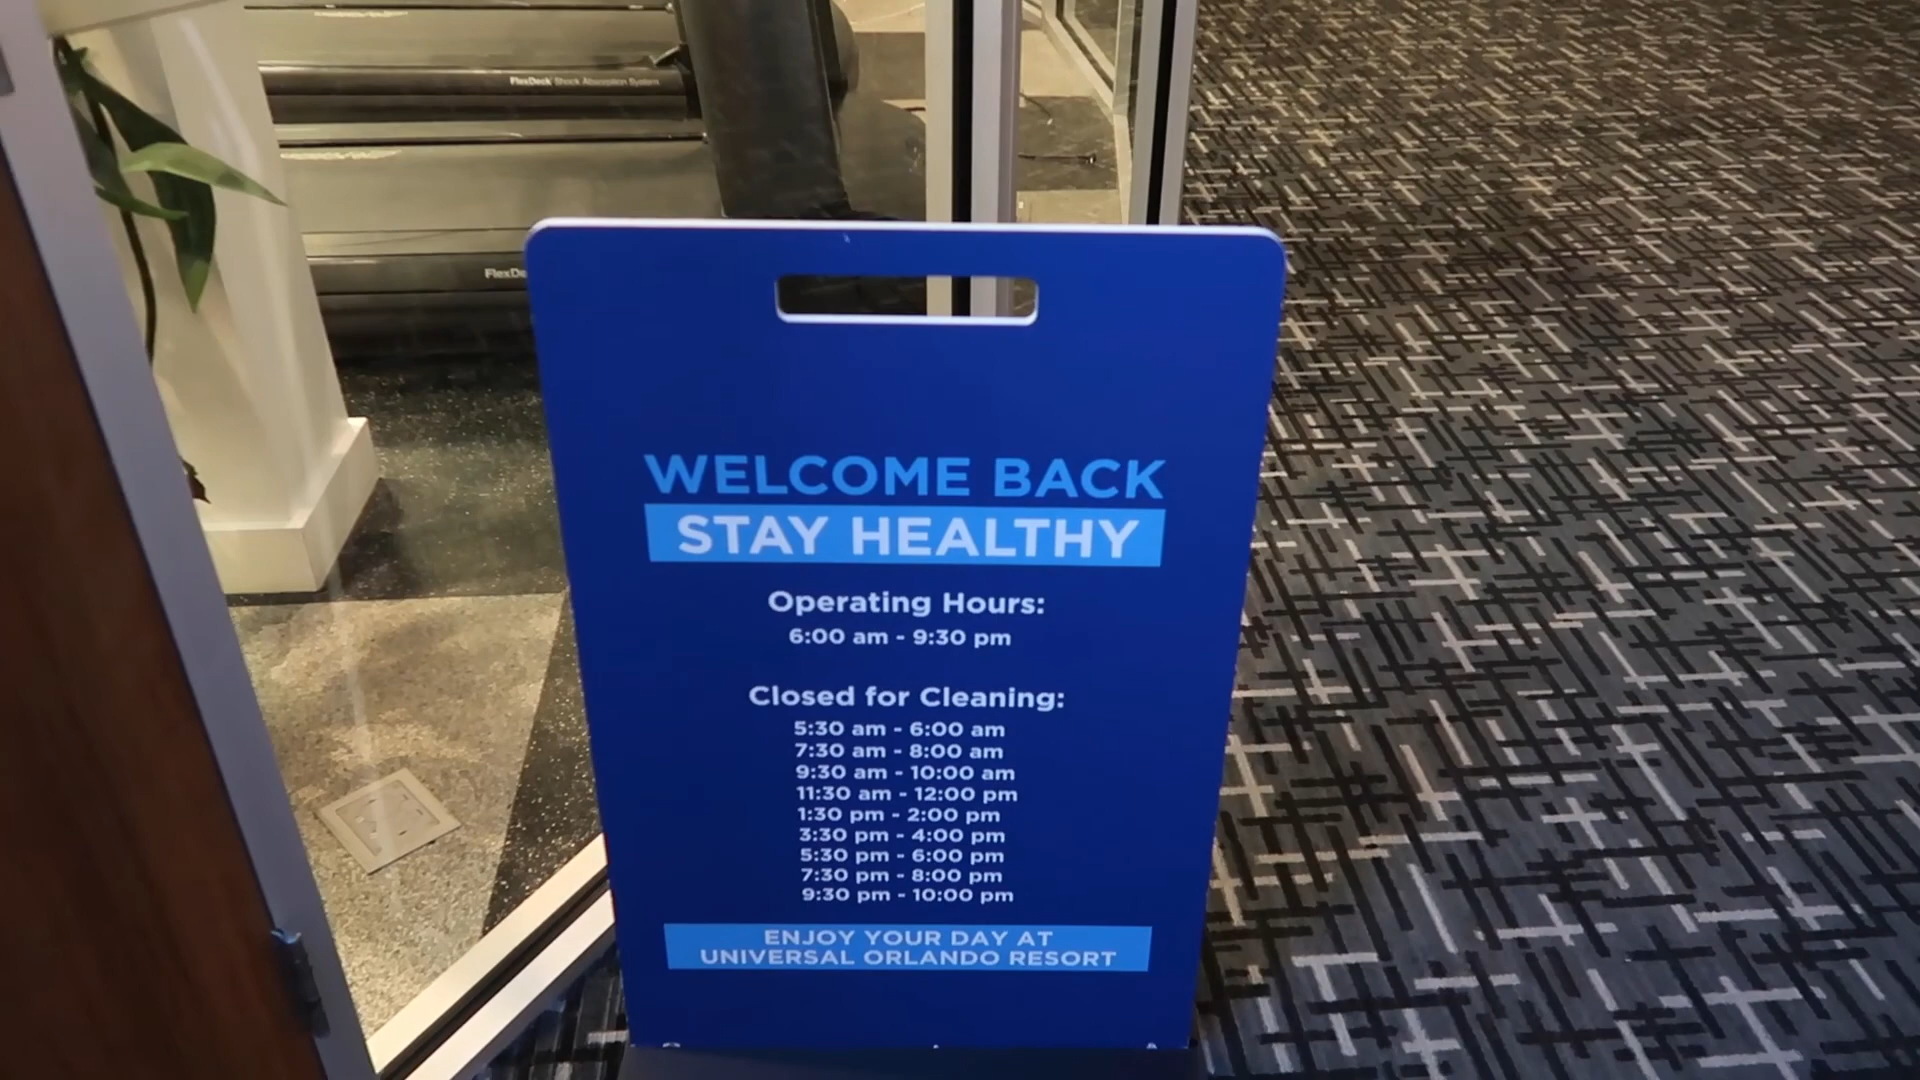 FlexDeck Shock Absorption System
FlexDe
WELCOME BACK
STAY HEALTHY
Operating Hours:
6:00 am - 9:30 pm
Closed for Cleaning:
5:30 am - 6:00 am
7:30 am - 8:00 am
9:30 am - 10:00 am
11:30 am - 12:00 pm
1:30 pm - 2:00 pm
3:30 pm - 4:00 pm
5:30 pm - 6:00 pm
7:30 pm - 8:00 pm
9:30 pm - 10:00 pm
ENJOY YOUR DAY AT
UNIVERSAL ORLANDO RESORT